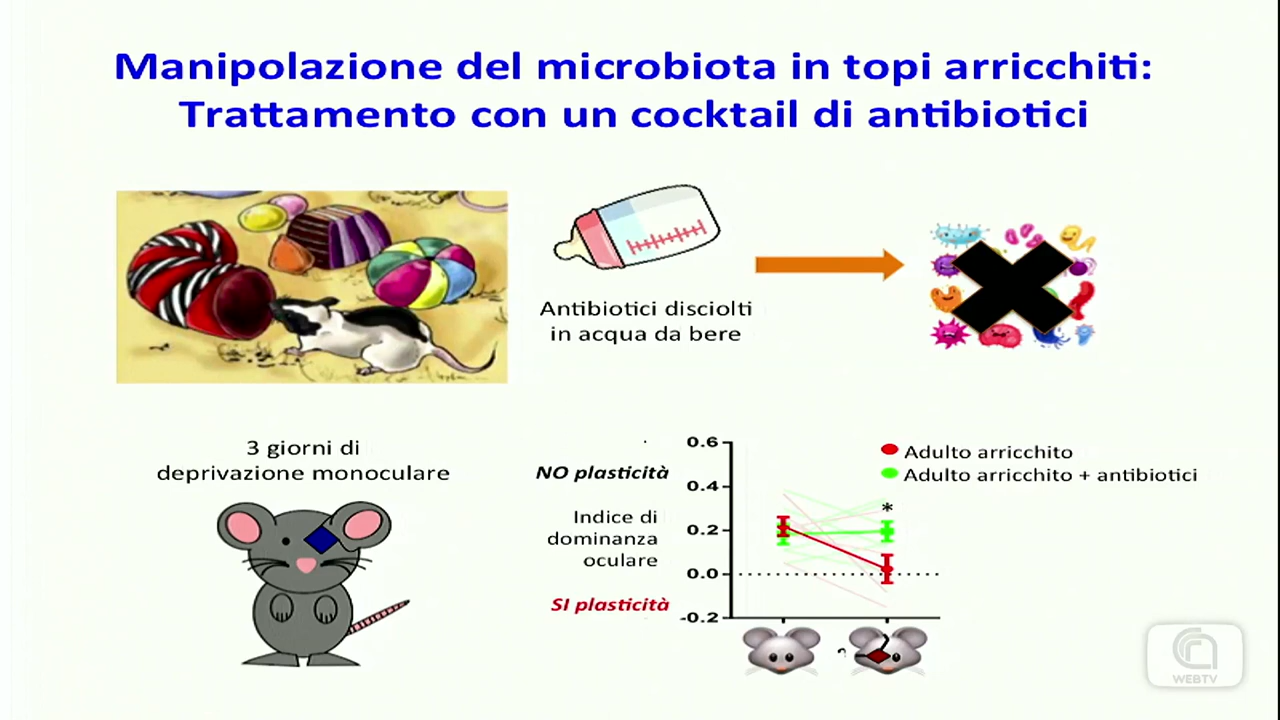 Manipolazione del microbiota in topi arricchiti:
Trattamento con un cocktail di antibiotici
Antibiotici disciolti
in acqua da bere
3 giorni di
deprivazione monoculare
NO plasticità
Indice di
dominanza
oculare
SI plasticità
0.6
0.4
0.2
0.0
-0.2
Adulto arricchito
Adulto arricchito + antibiotici
*
WEBTV